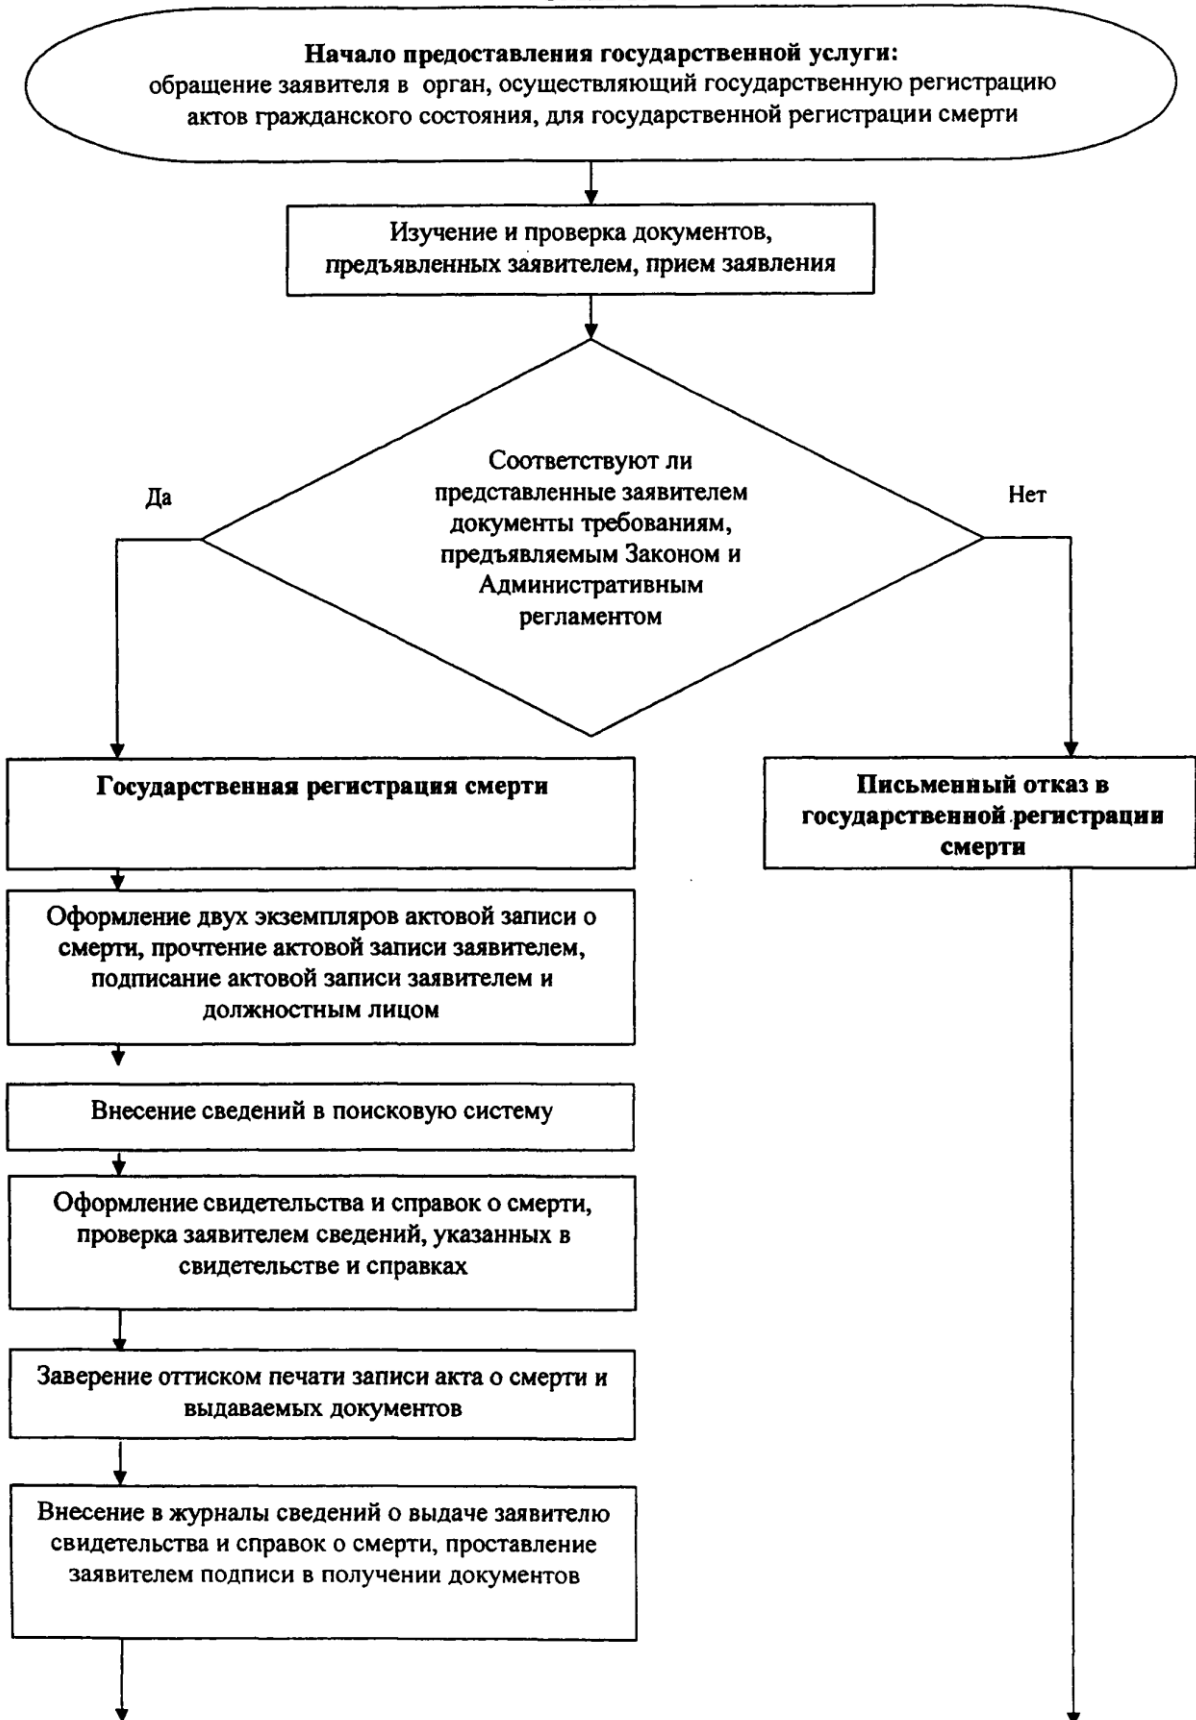 Начало предоставления государственной услуги:
обращение заявителя в орган, осуществляющий государственную регистрацию
актов гражданского состояния, для государственной регистрации смерти
Изучение и проверка документов,
предъявленных заявителем, прием заявления
Соответствуют ли
представленные заявителем
документы требованиям,
предъявляемым Законом и
Административным
регламентом
Да
Нет
Государственная регистрация смерти
Письменный отказ в
государственной регистрации
смерти
Оформление двух экземпляров актовой записи о
смерти, прочтение актовой записи заявителем,
подписание актовой записи заявителем и
должностным лицом
Внесение сведений в поисковую систему
Оформление свидетельства и справок о смерти,
проверка заявителем сведений, указанных в
свидетельстве и справках
Заверение оттиском печати записи акта о смерти и
выдаваемых документов
Внесение в журналы сведений о выдаче заявителю
свидетельства и справок о смерти, проставление
заявителем подписи в получении документов